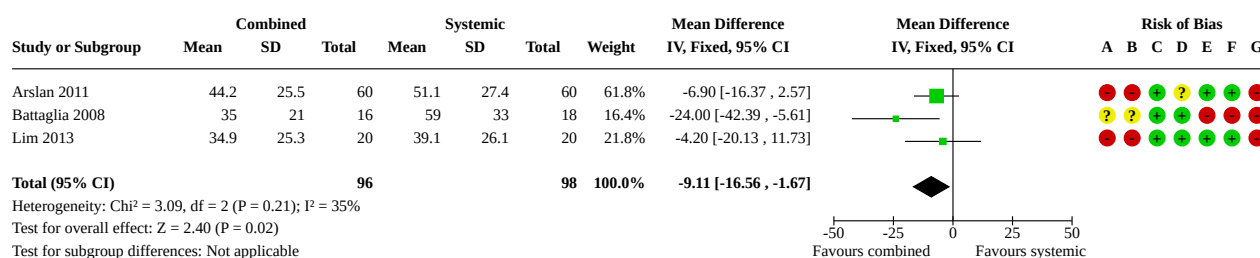 Combined Systemic Mean Difference Mean Difference Risk of Bias
Study or Subgroup Mean SD Total Mean SD Total Weight IV, Fixed, 95% CI IV, Fixed, 95% CI A B C D E F G
Arslan 2011 44.2 25.5 60 51.1 27.4 60 61.8% -6.90 [-16.37 , 2.57] - - + ? + + -
Battaglia 2008 35 21 16 59 33 18 16.4% -24.00 [-42.39 , -5.61] ? ? + + - - -
Lim 2013 34.9 25.3 20 39.1 26.1 20 21.8% -4.20 [-20.13 , 11.73] - - + + + + -
Total (95% CI) 96 98 100.0% -9.11 [-16.56 , -1.67]
Heterogeneity: Chi² = 3.09, df = 2 (P = 0.21); I² = 35%
Test for overall effect: Z = 2.40 (P = 0.02)
-50 -25 0 25 50
Test for subgroup differences: Not applicable Favours combined Favours systemic